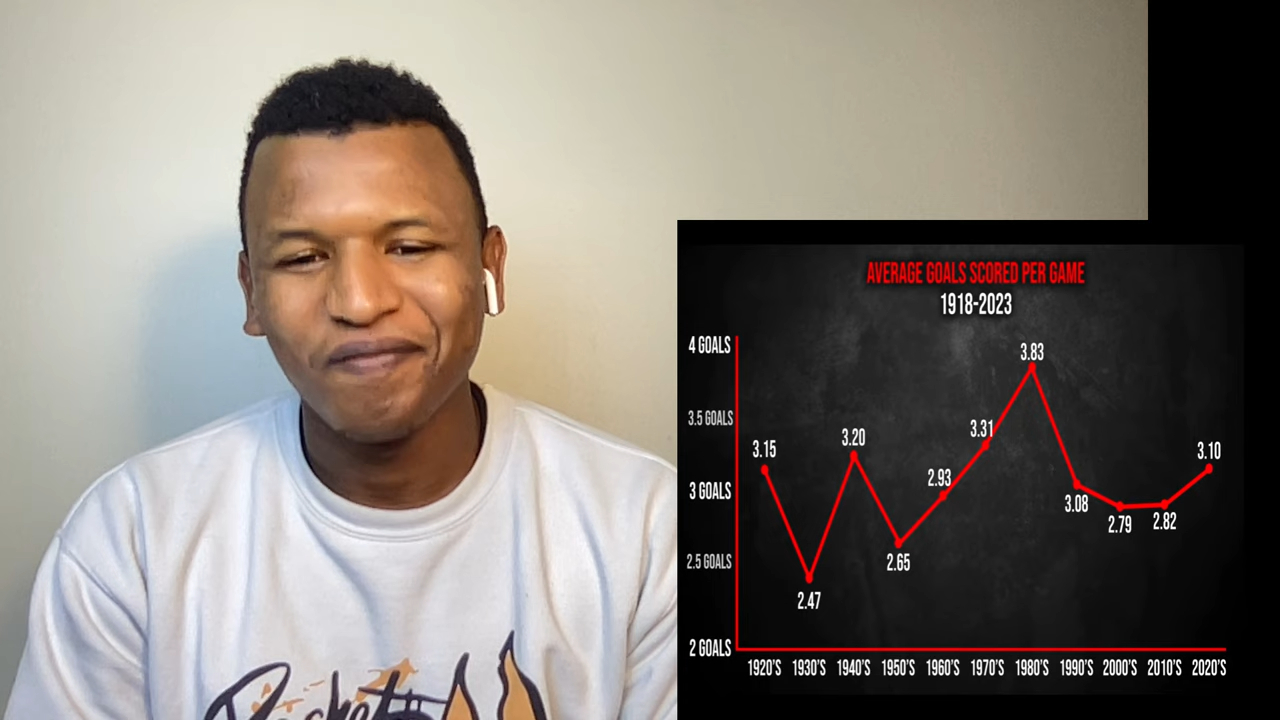 AVERAGE GOALS SCORED PER GAME
1918-2023
4 GOALS
3.5 GOALS
3 GOALS
2.5 GOALS
2 GOALS
3.15
2.47
3.20
2.65
2.93
3.31
3.83
3.08
2.79
2.82
3.10
1920'S 1930'S 1940'S 1950'S 1960'S 1970'S 1980'S 1990'S 2000'S 2010'S 2020'S